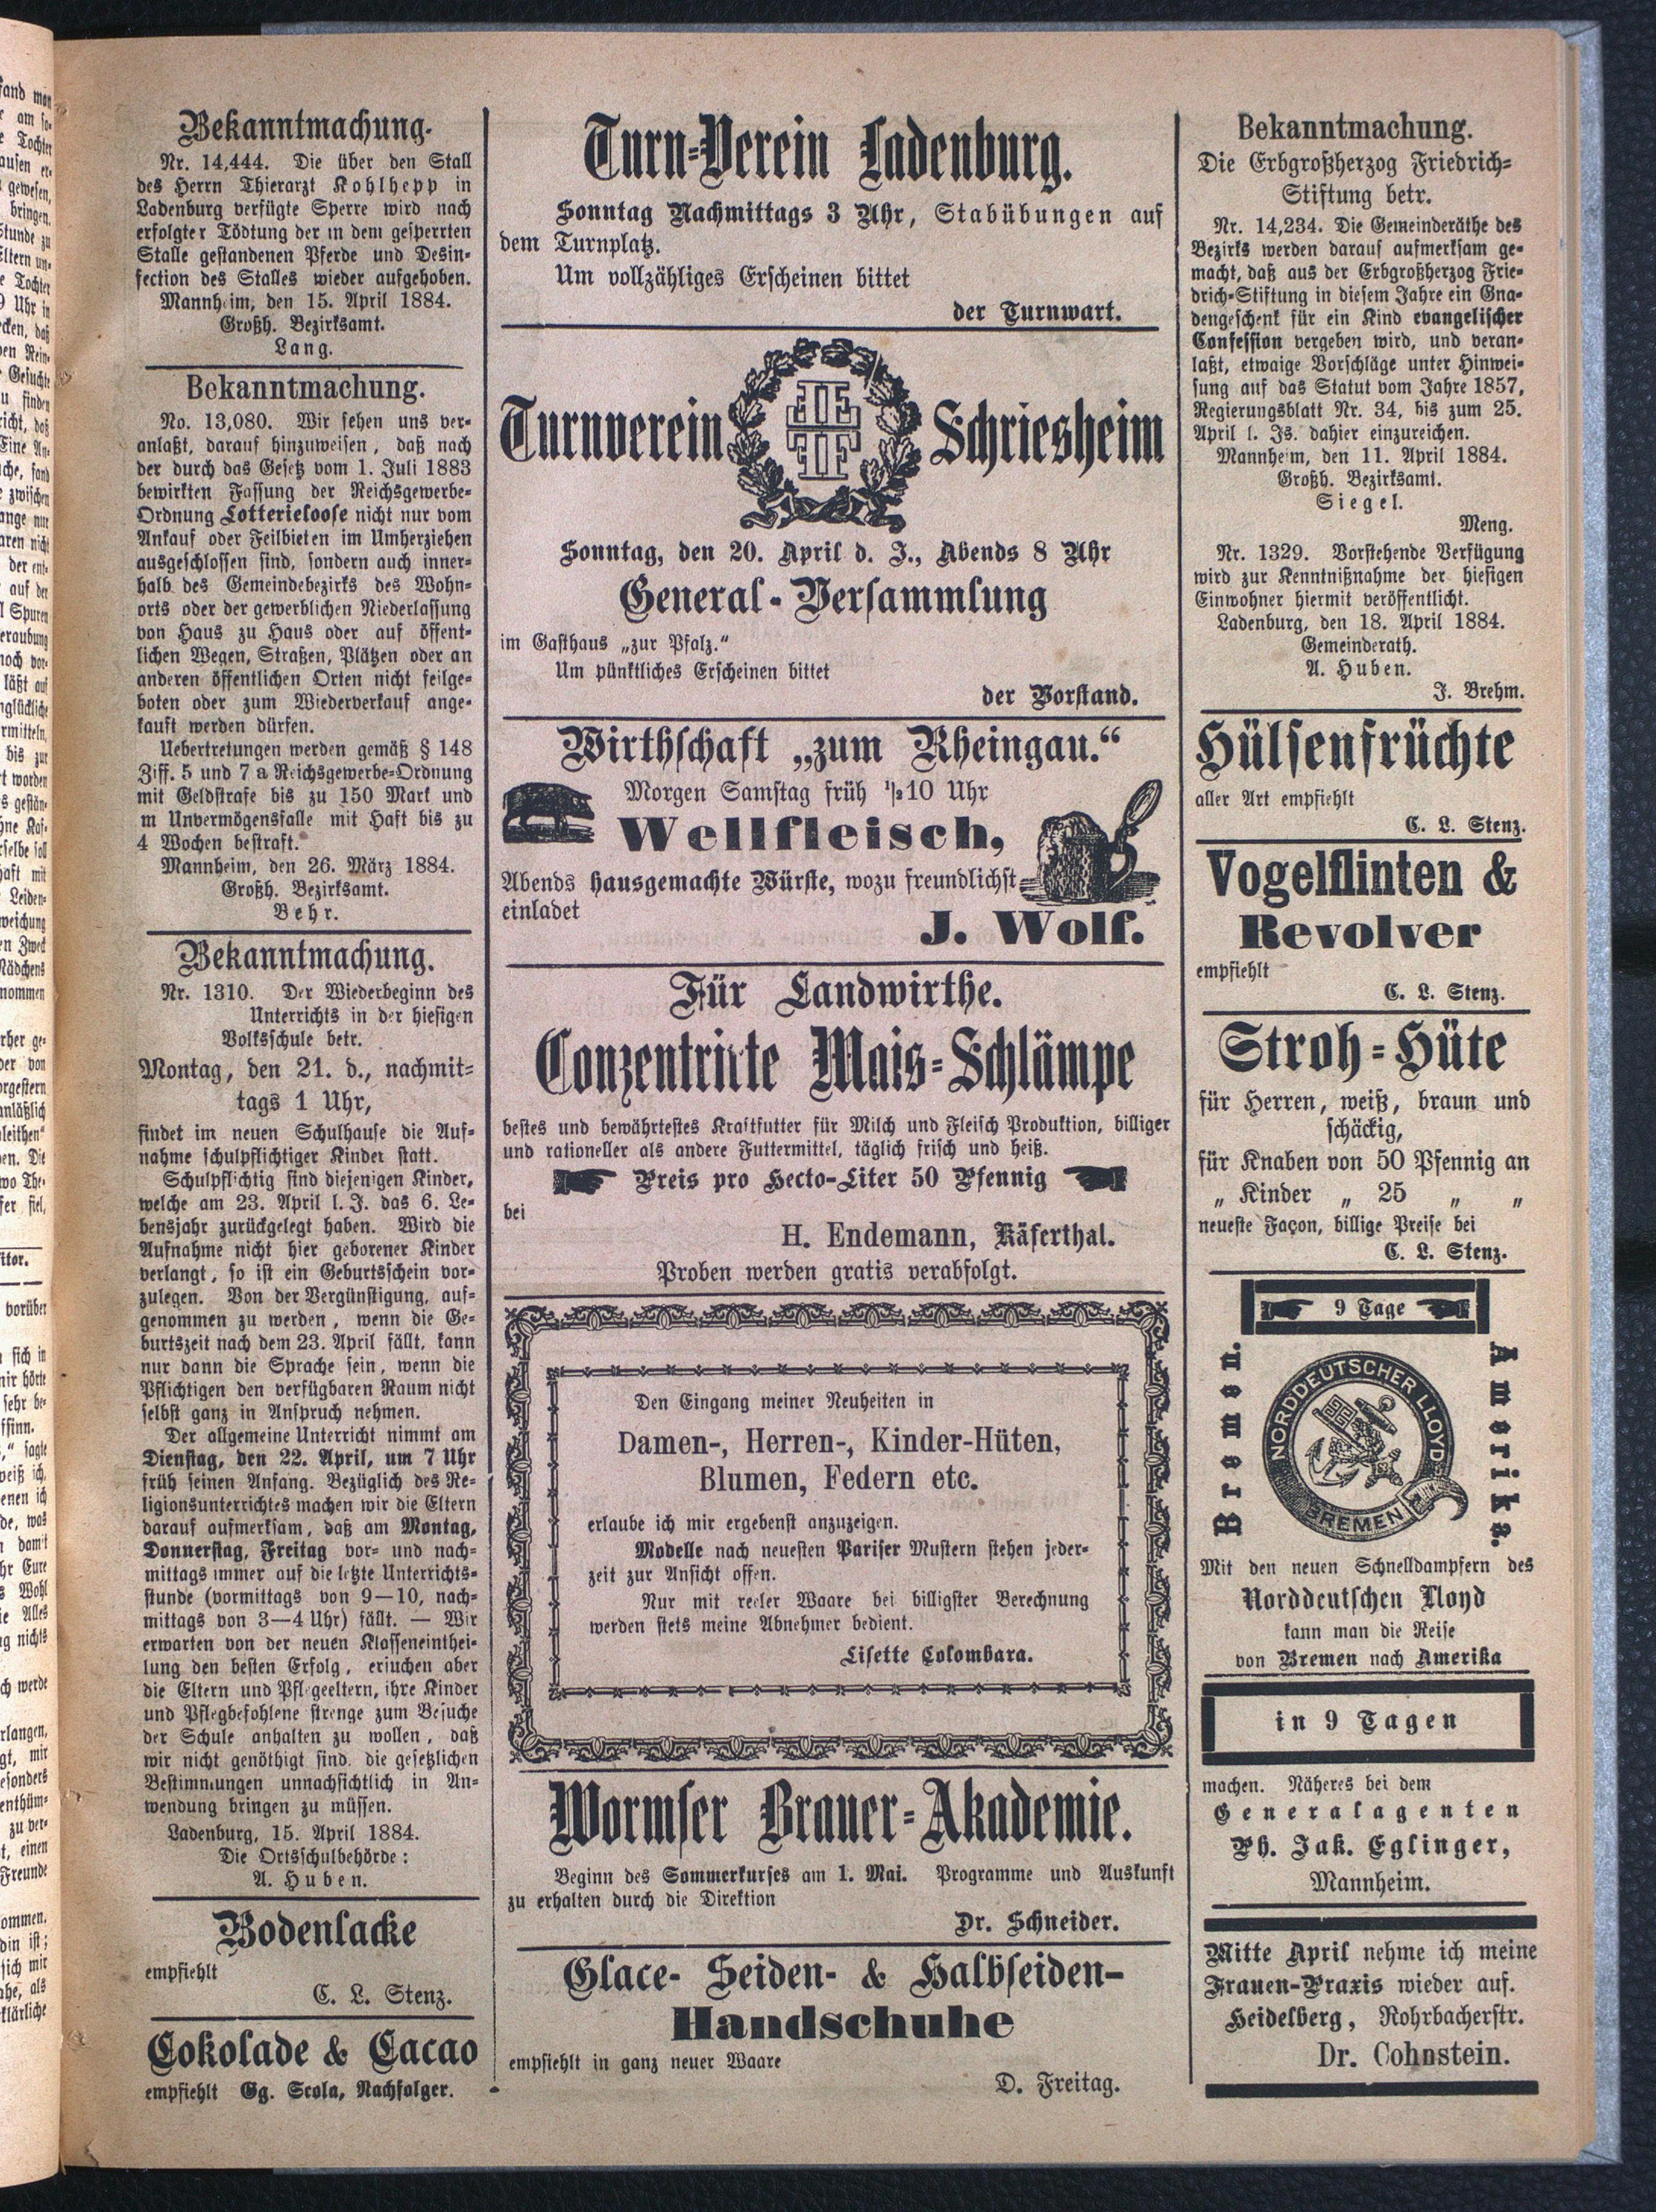 Bekanntmachung.
Nr. 14,444. Die über den Stall
des Herrn Thierarzt Kohlhepp in
Ladenburg verfügte Sperre wird nach
erfolgter Tödtung der in dem gesperrten
Stalle gestandenen Pferde und Desin-
fection des Stalles wieder aufgehoben.
Mannheim, den 15. April 1884.
Großh. Bezirksamt.
Lang.
Bekanntmachung.
No. 13,080. Wir sehen uns ver-
anlaßt, darauf hinzuweisen, daß nach
der durch das Gesetz vom 1. Juli 1883
bewirkten Fassung der Reichsgewerbe-
Ordnung Lotterieloose nicht nur vom
Ankauf oder Feilbieten im Umherziehen
ausgeschlossen sind, sondern auch inner-
halb des Gemeindebezirks des Wohn-
orts oder der gewerblichen Niederlassung
von Haus zu Haus oder auf öffent-
lichen Wegen, Straßen, Plätzen oder an
anderen öffentlichen Orten nicht feilge-
boten oder zum Wiederverkauf ange-
kauft werden dürfen.
Uebertretungen werden gemäß § 148
Ziff. 5 und 7 a Reichsgewerbe-Ordnung
mit Geldstrafe bis zu 150 Mark und
m Unvermögensfalle mit Haft bis zu
4 Wochen bestraft.
Mannheim, den 26. März 1884.
Großh. Bezirksamt.
Behr.
Bekanntmachung.
Nr. 1310. Der Wiederbeginn des
Unterrichts in der hiesigen
Volksschule betr.
Montag, den 21. d., nachmit-
tags 1 Uhr,
findet im neuen Schulhause die Auf-
nahme schulpflichtiger Kinder statt.
Schulpflichtig sind diejenigen Kinder,
welche am 23. April l. J. das 6. Le-
bensjahr zurückgelegt haben. Wird die
Aufnahme nicht hier geborener Kinder
verlangt, so ist ein Geburtsschein vor-
zulegen. Von der Vergünstigung, auf-
genommen zu werden, wenn die Ge-
burtszeit nach dem 23. April fällt, kann
nur dann die Sprache sein, wenn die
Pflichtigen den verfügbaren Raum nicht
selbst ganz in Anspruch nehmen.
Der allgemeine Unterricht nimmt am
Dienstag, den 22. April, um 7 Uhr
früh seinen Anfang. Bezüglich des Re-
ligionsunterrichtes machen wir die Eltern
darauf aufmerksam, daß am Montag,
Donnerstag, Freitag vor- und nach-
mittags immer auf die letzte Unterrichts-
stunde (vormittags von 9—10, nach-
mittags von 3—4 Uhr) fällt. — Wir
erwarten von der neuen Klasseneinthei-
lung den besten Erfolg, ersuchen aber
die Eltern und Pflegeeltern, ihre Kinder
und Pflegbefohlene strenge zum Besuche
der Schule anhalten zu wollen, daß
wir nicht genöthigt sind, die gesetzlichen
Bestimmungen unnachsichtlich in An-
wendung bringen zu müssen.
Ladenburg, 15. April 1884.
Die Ortsschulbehörde:
A. Huben.
Bodenlacke
empfiehlt
C. L. Stenz.
Cokolade & Cacao
empfiehlt Gg. Scola, Nachfolger.
Turn-Verein Ladenburg.
Sonntag Nachmittags 3 Uhr, Stabübungen auf
dem Turnplatz.
Um vollzähliges Erscheinen bittet
der Turnwart.
Turnverein Schriesheim
Sonntag, den 20. April d. J., Abends 8 Uhr
General-Versammlung
im Gasthaus „zur Pfalz.“
Um pünktliches Erscheinen bittet
der Vorstand.
Wirthschaft „zum Rheingau.“
Morgen Samstag früh ½10 Uhr
Wellfleisch,
Abends hausgemachte Würste, wozu freundlichst
einladet
J. Wolf.
Für Landwirthe.
Conzentrirte Mais-Schlämpe
bestes und bewährtestes Kraftfutter für Milch und Fleisch Produktion, billiger
und rationeller als andere Futtermittel, täglich frisch und heiß.
Preis pro Hecto-Liter 50 Pfennig
bei
H. Endemann, Käferthal.
Proben werden gratis verabfolgt.
Den Eingang meiner Neuheiten in
Damen-, Herren-, Kinder-Hüten,
Blumen, Federn etc.
erlaube ich mir ergebenst anzuzeigen.
Modelle nach neuesten Pariser Mustern stehen jeder-
zeit zur Ansicht offen.
Nur mit reeler Waare bei billigster Berechnung
werden stets meine Abnehmer bedient.
Lisette Colombara.
Wormser Brauer-Akademie.
Beginn des Sommerkurses am 1. Mai. Programme und Auskunft
zu erhalten durch die Direktion
Dr. Schneider.
Glace- Seiden- & Halbseiden-
Handschuhe
empfiehlt in ganz neuer Waare
D. Freitag.
Bekanntmachung.
Die Erbgroßherzog Friedrich-
Stiftung betr.
Nr. 14,234. Die Gemeinderäthe des
Bezirks werden darauf aufmerksam ge-
macht, daß aus der Erbgroßherzog Frie-
drich-Stiftung in diesem Jahre ein Gna-
dengeschenk für ein Kind evangelischer
Confession vergeben wird, und veran-
laßt, etwaige Vorschläge unter Hinwei-
sung auf das Statut vom Jahre 1857,
Regierungsblatt Nr. 34, bis zum 25.
April l. Js. dahier einzureichen.
Mannheim, den 11. April 1884.
Großh. Bezirksamt.
Siegel.
Meng.
Nr. 1329. Vorstehende Verfügung
wird zur Kenntnißnahme der hiesigen
Einwohner hiermit veröffentlicht.
Ladenburg, den 18. April 1884.
Gemeinderath.
A. Huben.
J. Brehm.
Hülsenfrüchte
aller Art empfiehlt
C. L. Stenz.
Vogelflinten &
Revolver
empfiehlt
C. L. Stenz.
Stroh-Hüte
für Herren, weiß, braun und
schäckig,
für Knaben von 50 Pfennig an
„ Kinder „ 25 „ „
neueste Façon, billige Preise bei
C. L. Stenz.
9 Tage
Bremen.
NORDDEUTSCHER LLOYD
BREMEN
Amerika.
Mit den neuen Schnelldampfern des
Norddeutschen Lloyd
kann man die Reise
von Bremen nach Amerika
in 9 Tagen
machen. Näheres bei dem
Generalagenten
Ph. Jak. Eglinger,
Mannheim.
Mitte April nehme ich meine
Frauen-Praxis wieder auf.
Heidelberg, Rohrbacherstr.
Dr. Cohnstein.